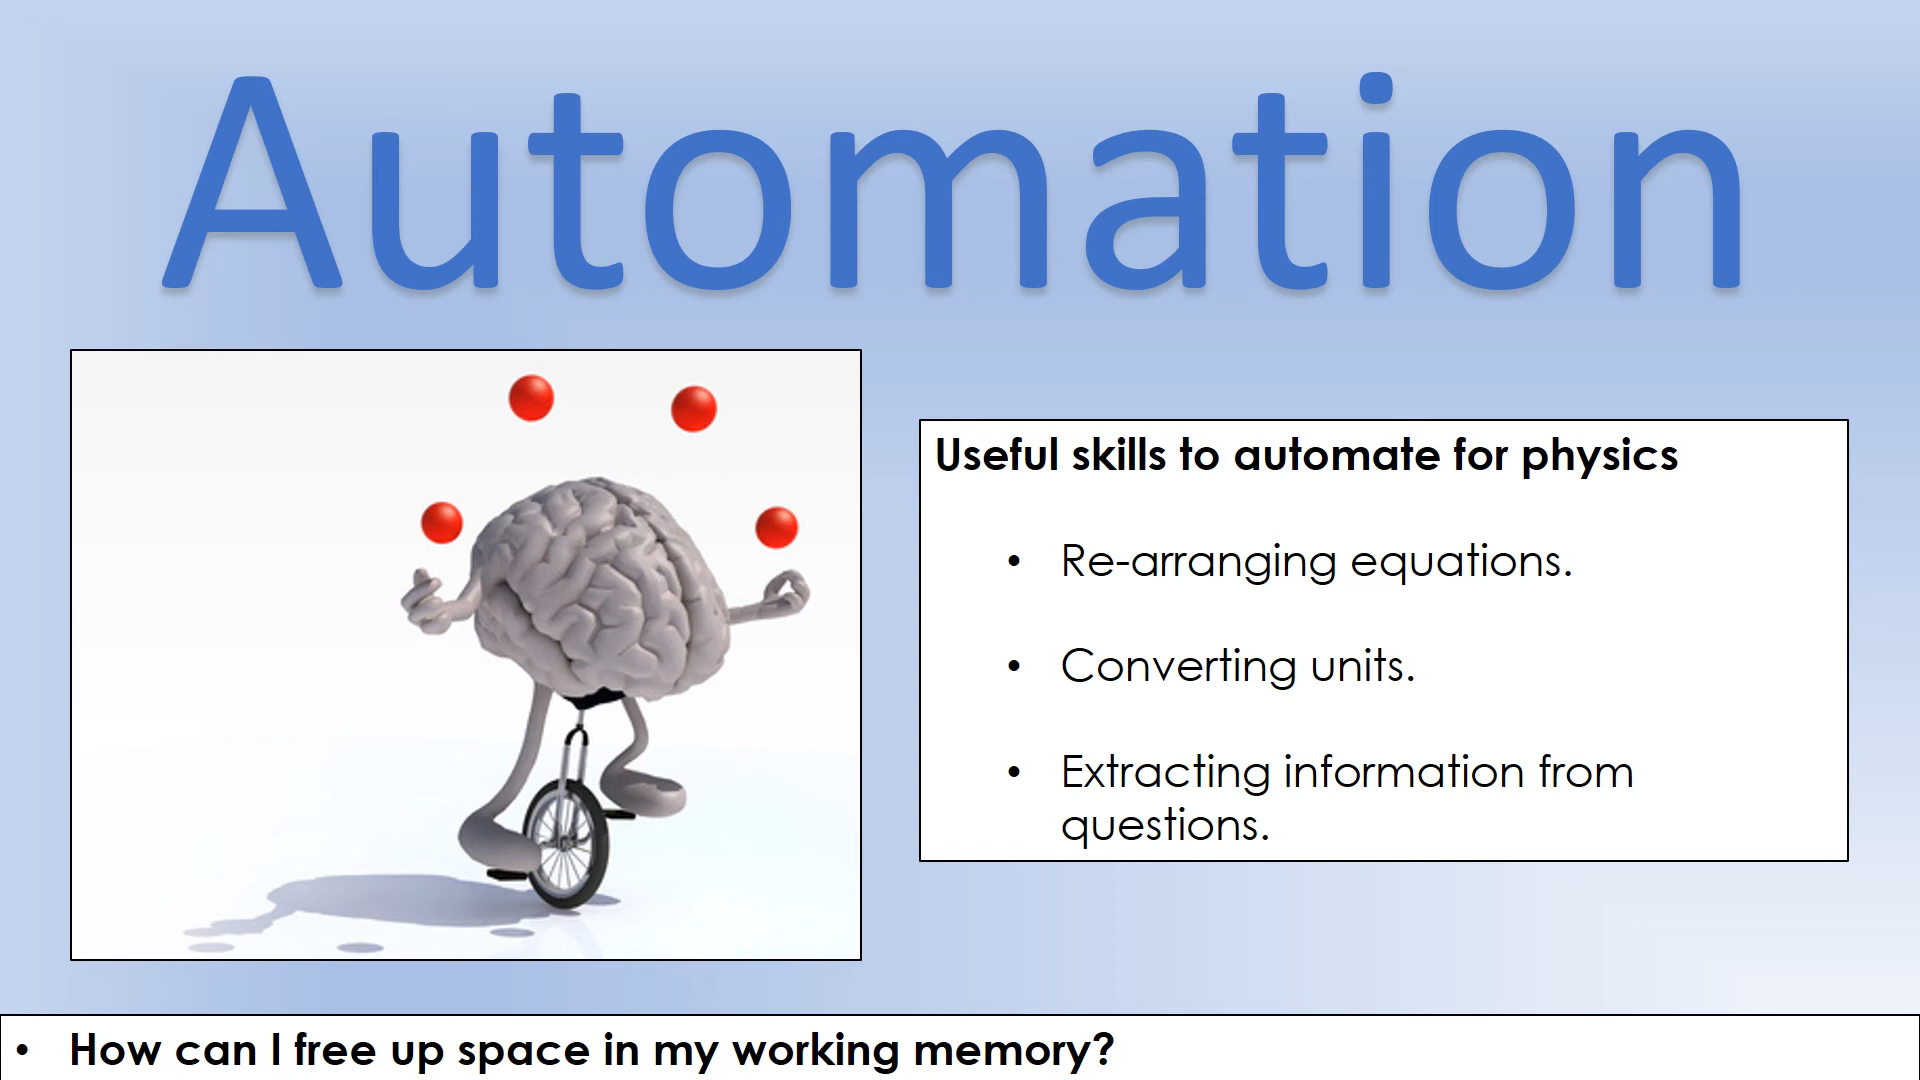 Automation
Useful skills to automate for physics
• Re-arranging equations.
• Converting units.
• Extracting information from
questions.
• How can I free up space in my working memory?